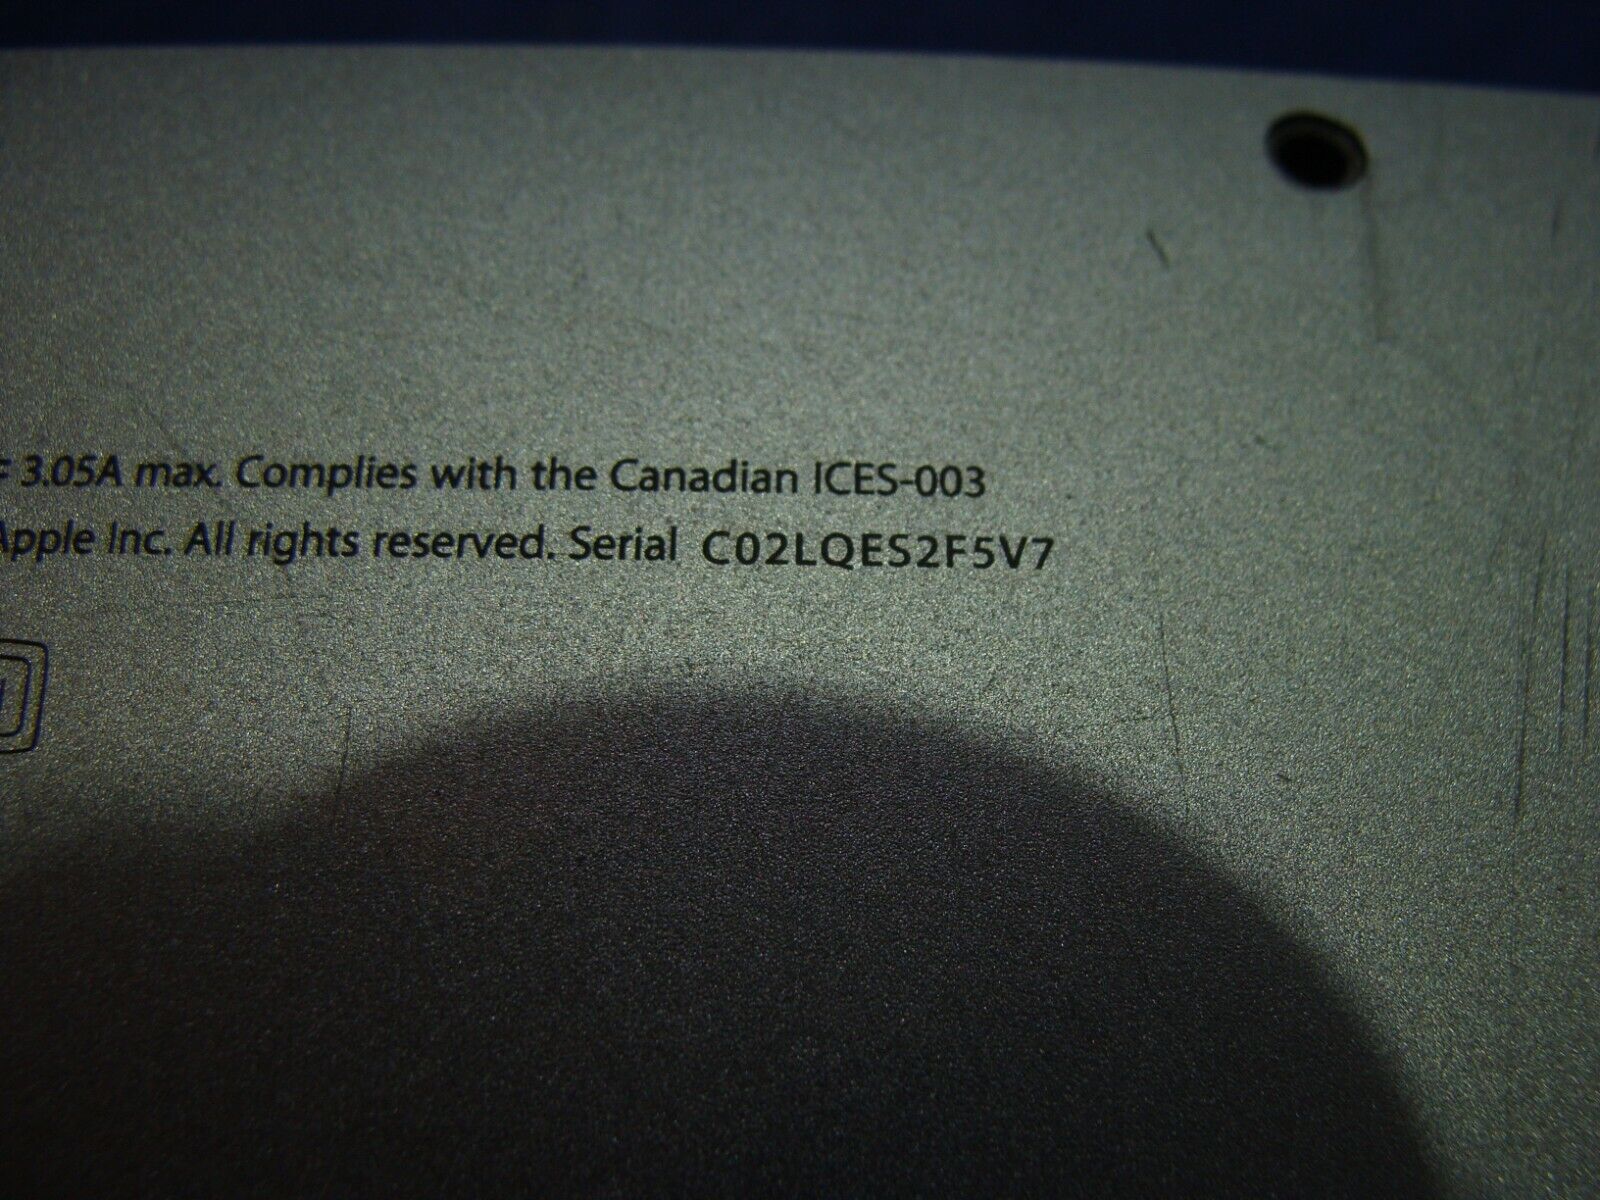 3.05A max. Complies with the Canadian ICES-003
Apple Inc. All rights reserved. Serial C02LQES2F5V7